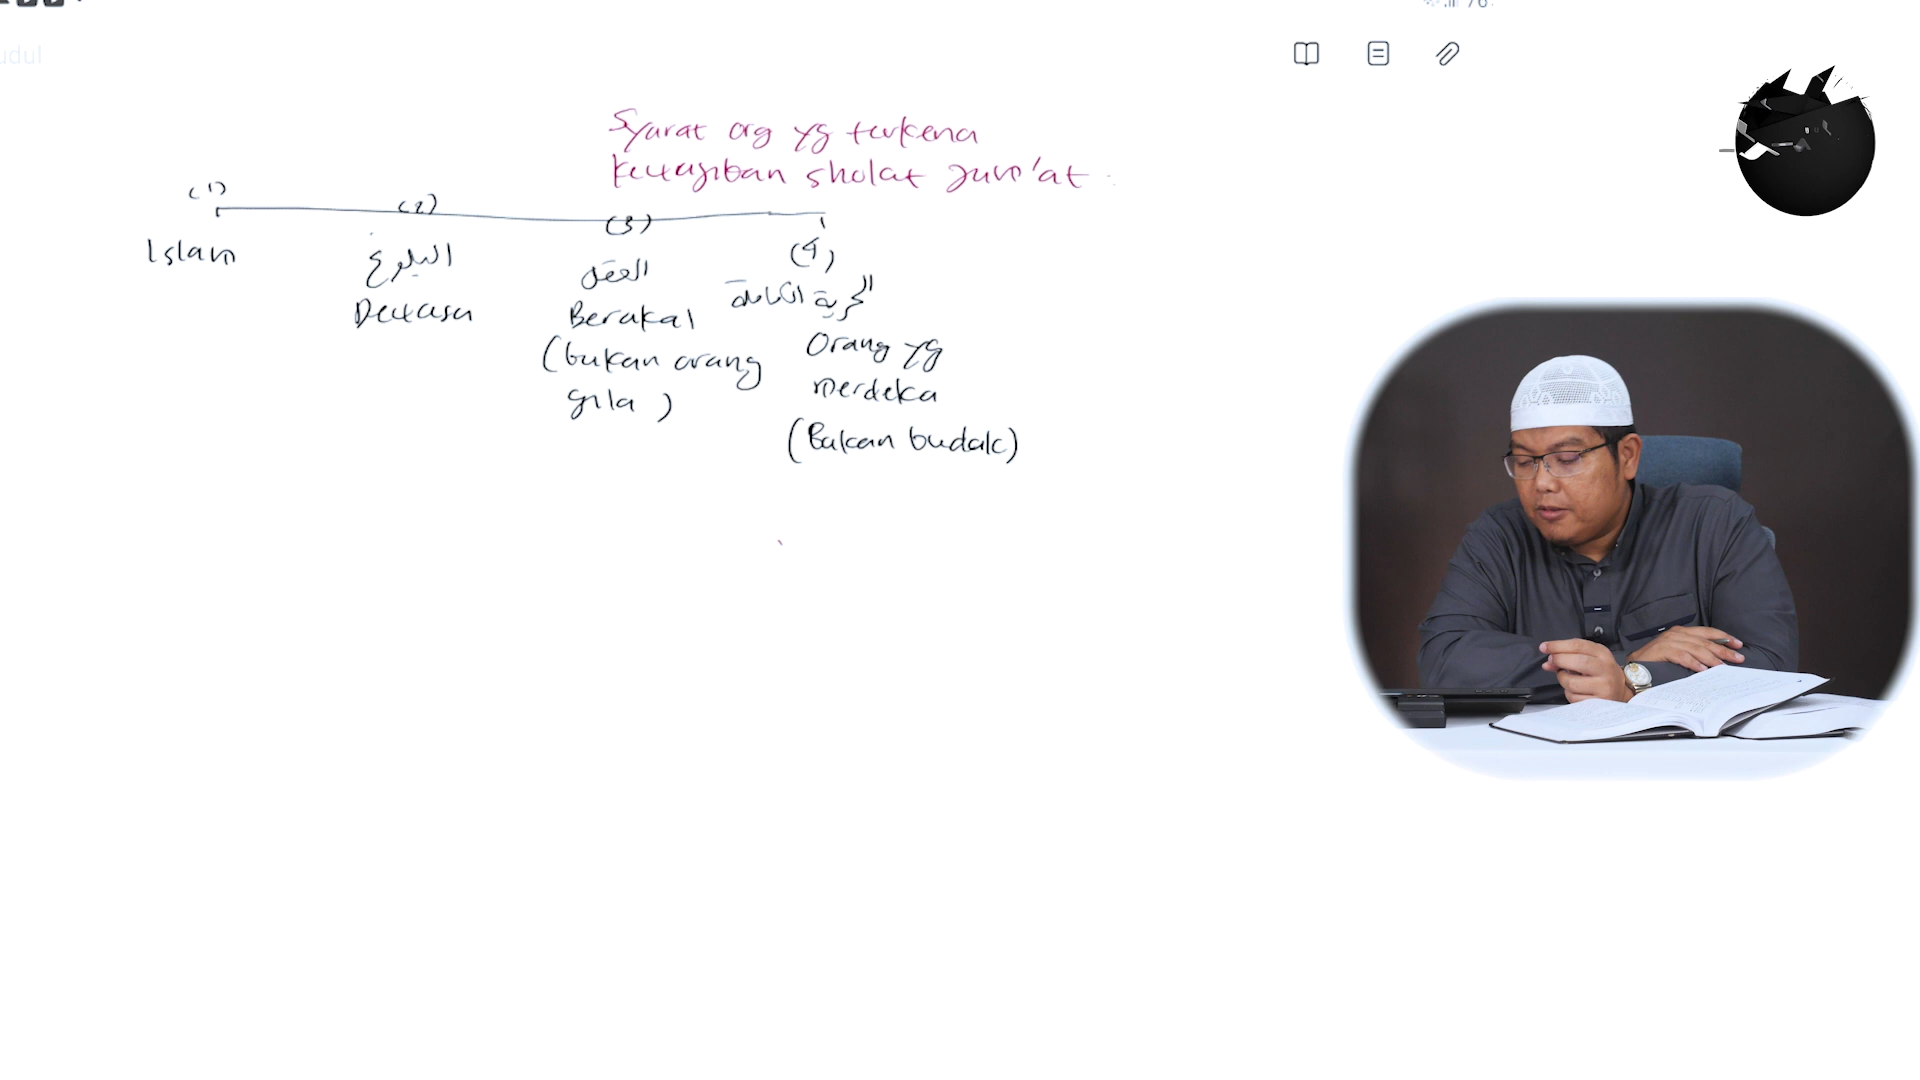 udul
Syarat org yg terkena
kewajiban sholat Jum'at
(1)
Islam
(2)
البلوغ
Dewasa
(3)
العقل
Berakal
(bukan orang
gila)
(4)
الحرية الكاملة
Orang yg
merdeka
(Bukan budak)